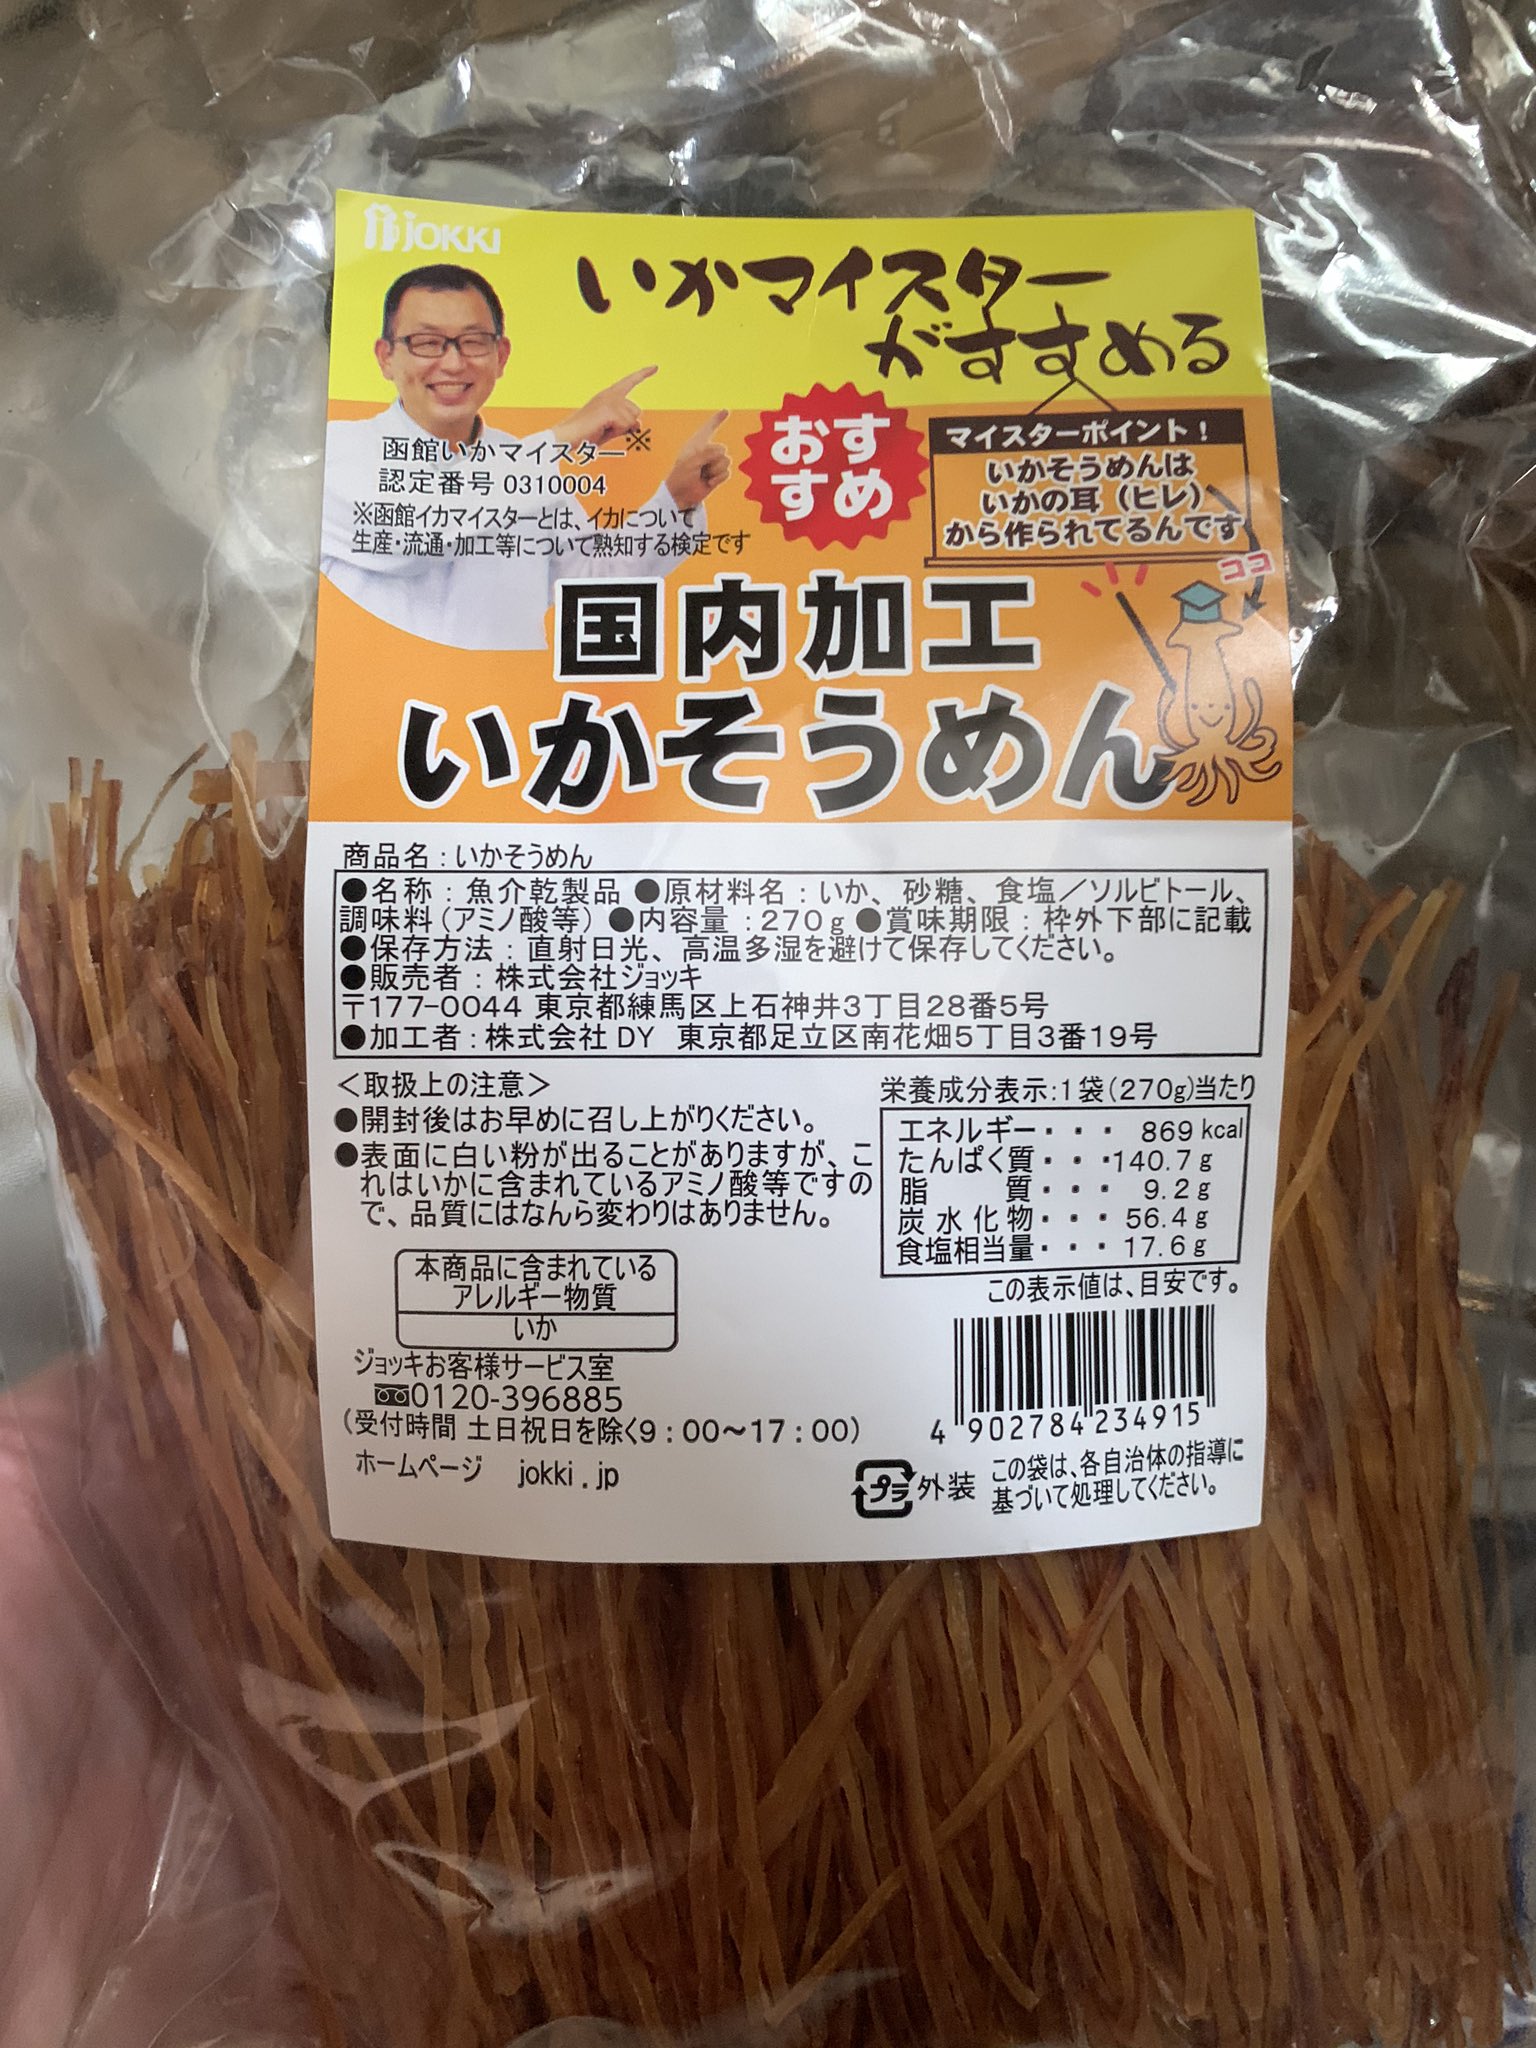 JOKKI
いかマイスター
がすすめる
函館いかマイスター※
認定番号 0310004
※函館イカマイスターとは、イカについて
生産・流通・加工等について熟知する検定です
おす
すめ
マイスターポイント！
いかそうめんは
いかの耳（ヒレ）
から作られてるんです
ココ
国内加工
いかそうめん
商品名：いかそうめん
●名称：魚介乾製品 ●原材料名：いか、砂糖、食塩／ソルビトール、
調味料（アミノ酸等） ●内容量：270g ●賞味期限：枠外下部に記載
●保存方法：直射日光、高温多湿を避けて保存してください。
●販売者：株式会社ジョッキ
〒177-0044 東京都練馬区上石神井3丁目28番5号
●加工者：株式会社 DY 東京都足立区南花畑5丁目3番19号
＜取扱上の注意＞
●開封後はお早めに召し上がりください。
●表面に白い粉が出ることがありますが、こ
れはいかに含まれているアミノ酸等ですの
で、品質にはなんら変わりはありません。
本商品に含まれている
アレルギー物質
いか
ジョッキお客様サービス室
0120-396885
（受付時間 土日祝日を除く9：00～17：00）
ホームページ jokki.jp
栄養成分表示：1袋（270g）当たり
エネルギー・・・869kcal
たんぱく質・・・140.7g
脂質・・・9.2g
炭水化物・・・56.4g
食塩相当量・・・17.6g
この表示値は、目安です。
4 902784 234915
プラ 外装
この袋は、各自治体の指導に
基づいて処理してください。